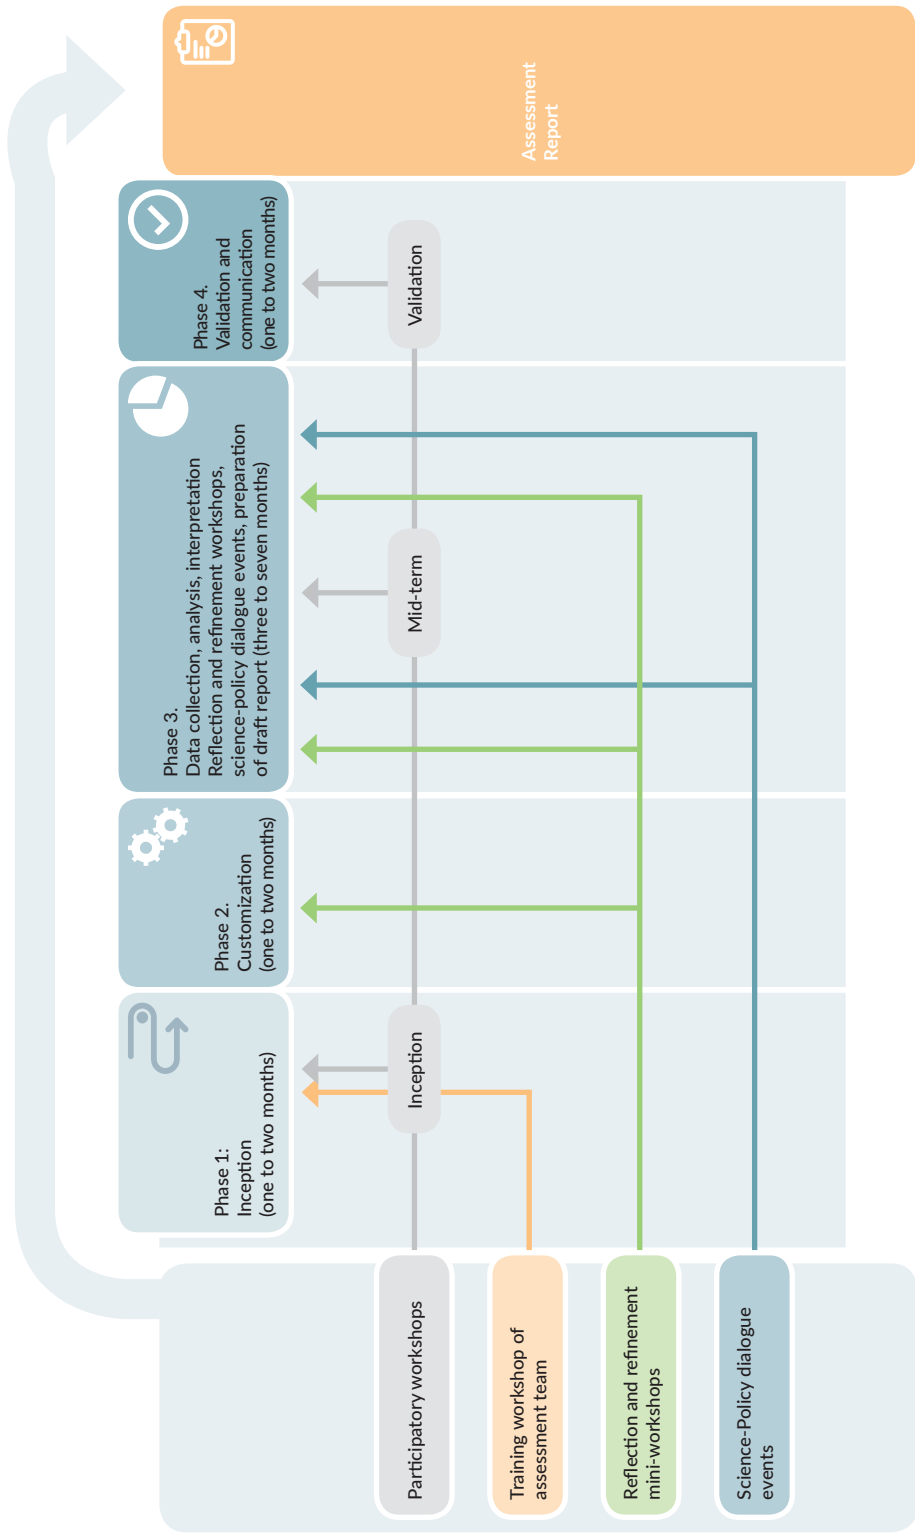 Phase 1:
Inception
(one to two months)
Phase 2.
Customization
(one to two months)
Phase 3.
Data collection, analysis, interpretation
Reflection and refinement workshops,
science-policy dialogue events, preparation
of draft report (three to seven months)
Phase 4.
Validation and
communication
(one to two months)
Assessment
Report
Participatory workshops
Inception
Mid-term
Validation
Training workshop of
assessment team
Reflection and refinement
mini-workshops
Science-Policy dialogue
events